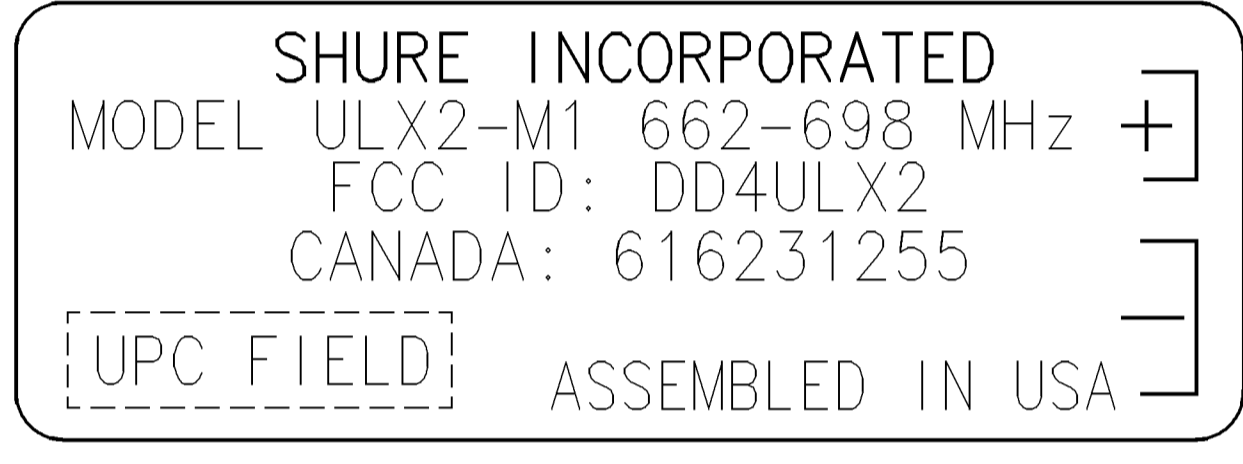 SHURE INCORPORATED
MODEL ULX2-M1 662-698 MHz +
FCC ID: DD4ULX2
CANADA: 616231255
-
UPC FIELD
ASSEMBLED IN USA